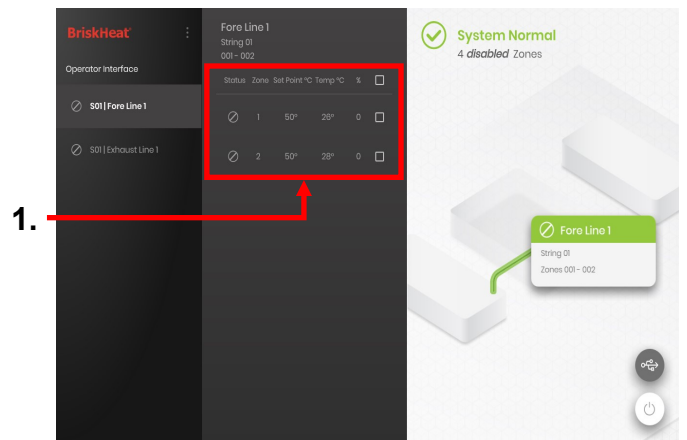 1.
BriskHeat®
Operator Interface
S01 | Fore Line 1
S01 | Exhaust Line 1
Fore Line 1
String 01
001 - 002
Status Zone Set Point °C Temp °C %
1 50° 26° 0
2 50° 28° 0
System Normal
4 disabled Zones
Fore Line 1
String 01
Zones 001 - 002